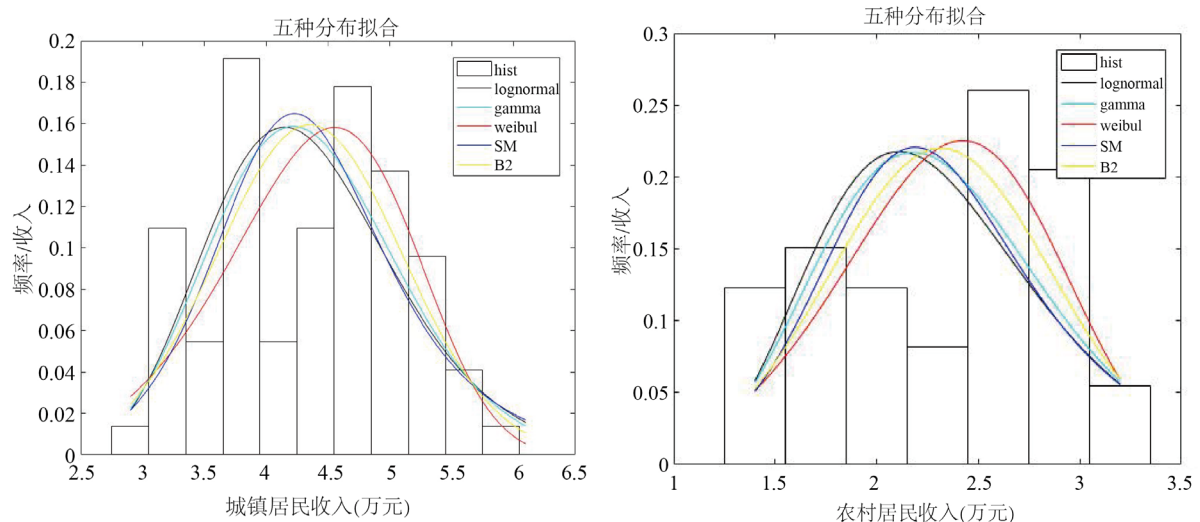 五种分布拟合
0.2
0.18
0.16
0.14
0.12
0.1
0.08
0.06
0.04
0.02
0
频率/收入
hist
lognormal
gamma
weibul
SM
B2
2.5 3 3.5 4 4.5 5 5.5 6 6.5
城镇居民收入(万元)
五种分布拟合
0.3
0.25
0.2
0.15
0.1
0.05
0
频率/收入
hist
lognormal
gamma
weibul
SM
B2
1 1.5 2 2.5 3 3.5
农村居民收入(万元)